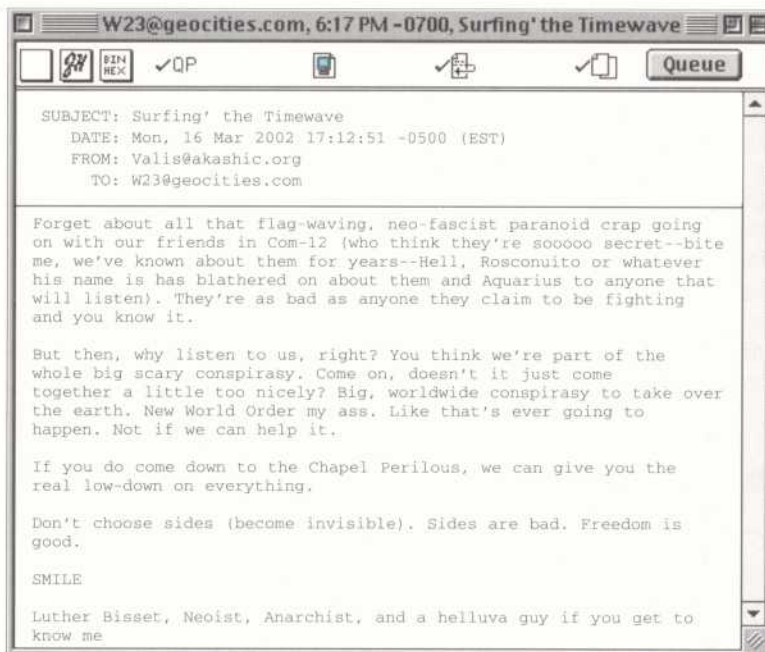 W23@geocities.com, 6:17 PM -0700, Surfing' the Timewave
BIN
HEX
QP
Queue
SUBJECT: Surfing' the Timewave
DATE: Mon, 16 Mar 2002 17:12:51 -0500 (EST)
FROM: Valis@akashic.org
TO: W23@geocities.com
Forget about all that flag-waving, neo-fascist paranoid crap going
on with our friends in Com-12 (who think they're sooooo secret--bite
me, we've known about them for years--Hell, Rosconuito or whatever
his name is has blathered on about them and Aquarius to anyone that
will listen). They're as bad as anyone they claim to be fighting
and you know it.
But then, why listen to us, right? You think we're part of the
whole big scary conspirasy. Come on, doesn't it just come
together a little too nicely? Big, worldwide conspirasy to take over
the earth. New World Order my ass. Like that's ever going to
happen. Not if we can help it.
If you do come down to the Chapel Perilous, we can give you the
real low-down on everything.
Don't choose sides (become invisible). Sides are bad. Freedom is
good.
SMILE
Luther Bisset, Neoist, Anarchist, and a helluva guy if you get to
know me